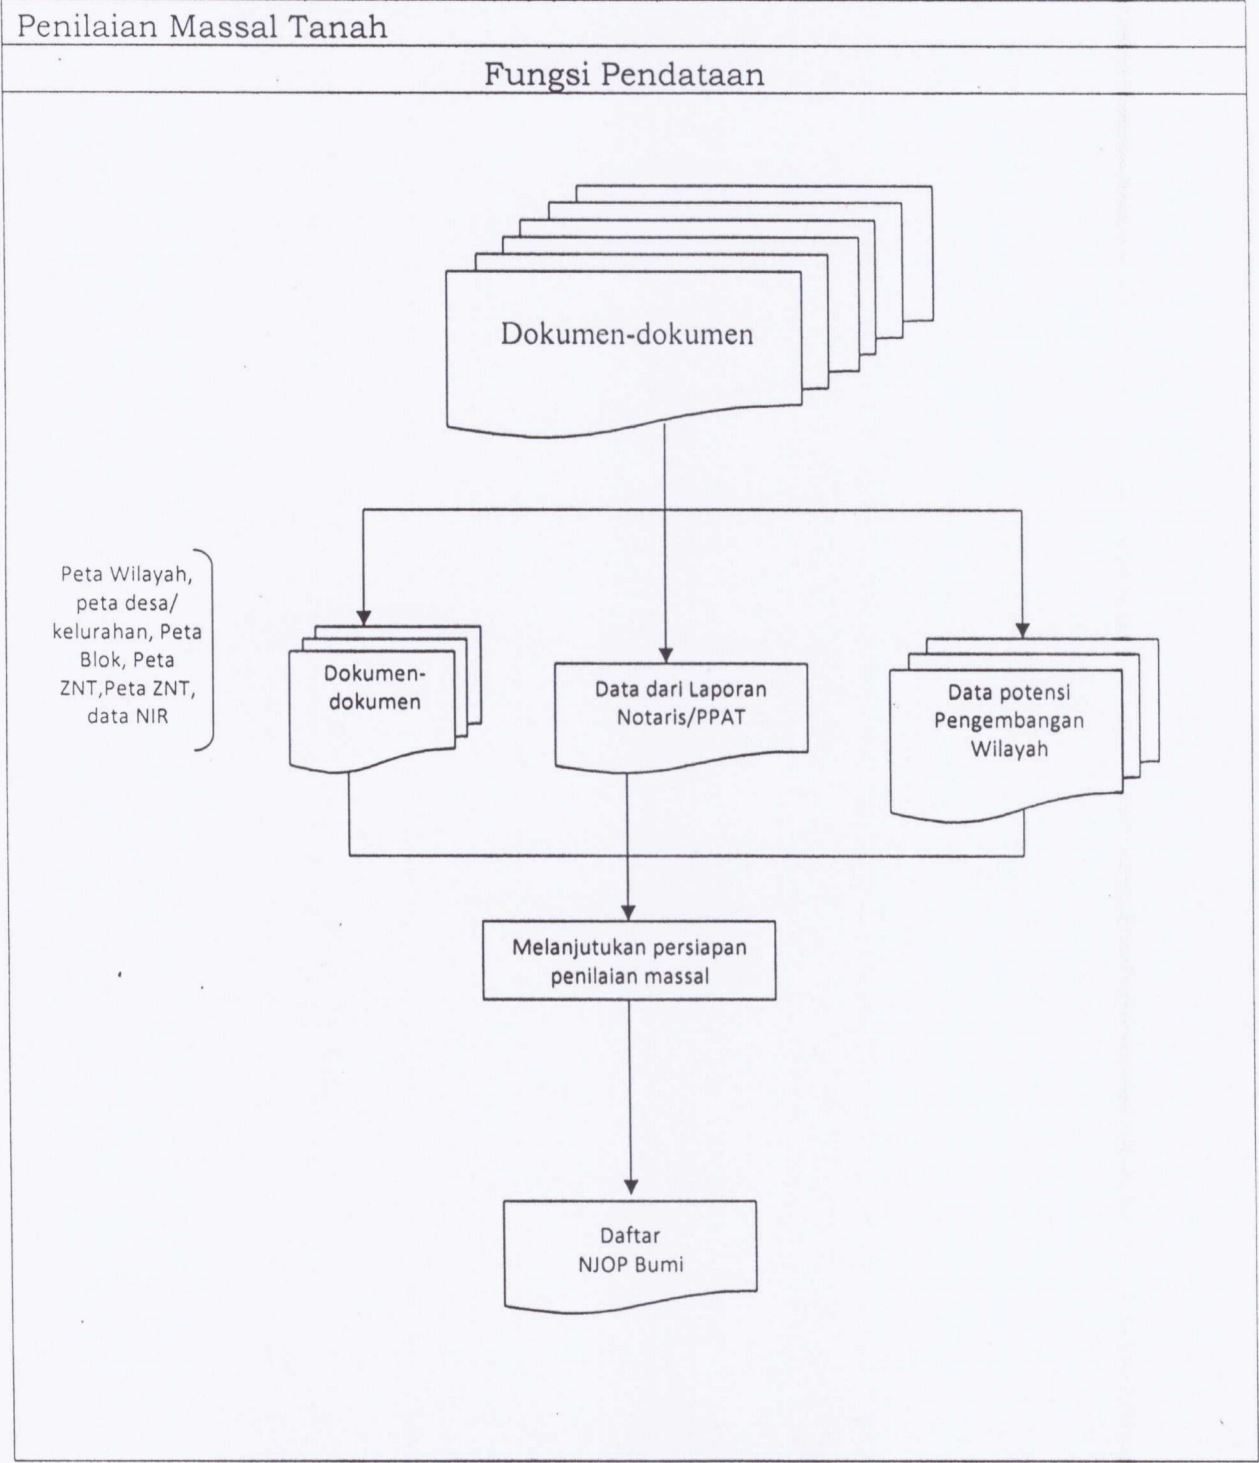 Penilaian Massal Tanah
Fungsi Pendataan
Dokumen-dokumen
Peta Wilayah,
peta desa/
kelurahan, Peta
Blok, Peta
ZNT,Peta ZNT,
data NIR
Dokumen-
dokumen
Data dari Laporan
Notaris/PPAT
Data potensi
Pengembangan
Wilayah
Melanjutukan persiapan
penilaian massal
Daftar
NJOP Bumi